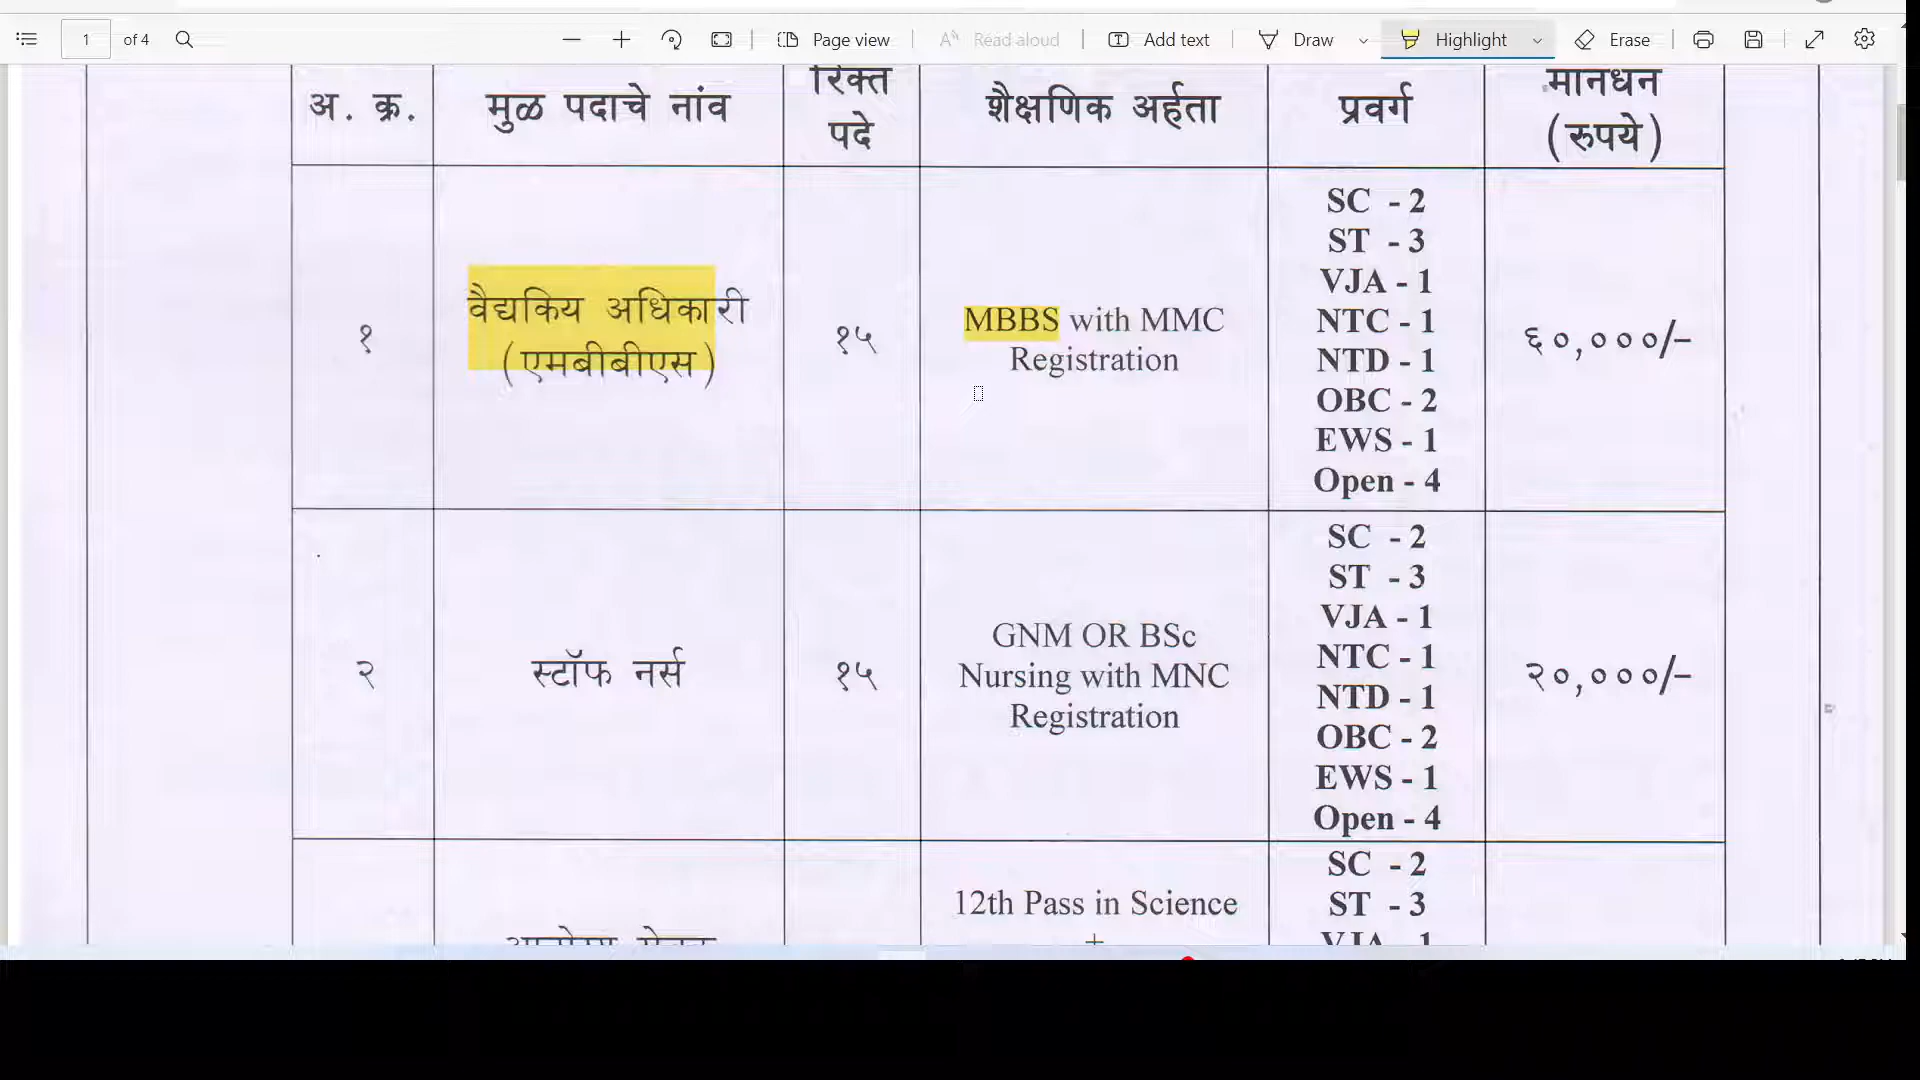 1 of 4 Page view Read aloud Add text Draw Highlight Erase
अ. क्र. मुळ पदाचे नांव रिक्त पदे शैक्षणिक अर्हता प्रवर्ग मानधन (रुपये)
१
वैद्यकिय अधिकारी
(एमबीबीएस)
१५
MBBS with MMC
Registration
SC - 2
ST - 3
VJA - 1
NTC - 1
NTD - 1
OBC - 2
EWS - 1
Open - 4
६०,०००/-
२
स्टॉफ नर्स
१५
GNM OR BSc
Nursing with MNC
Registration
SC - 2
ST - 3
VJA - 1
NTC - 1
NTD - 1
OBC - 2
EWS - 1
Open - 4
२०,०००/-
12th Pass in Science
+
SC - 2
ST - 3
VJA - 1